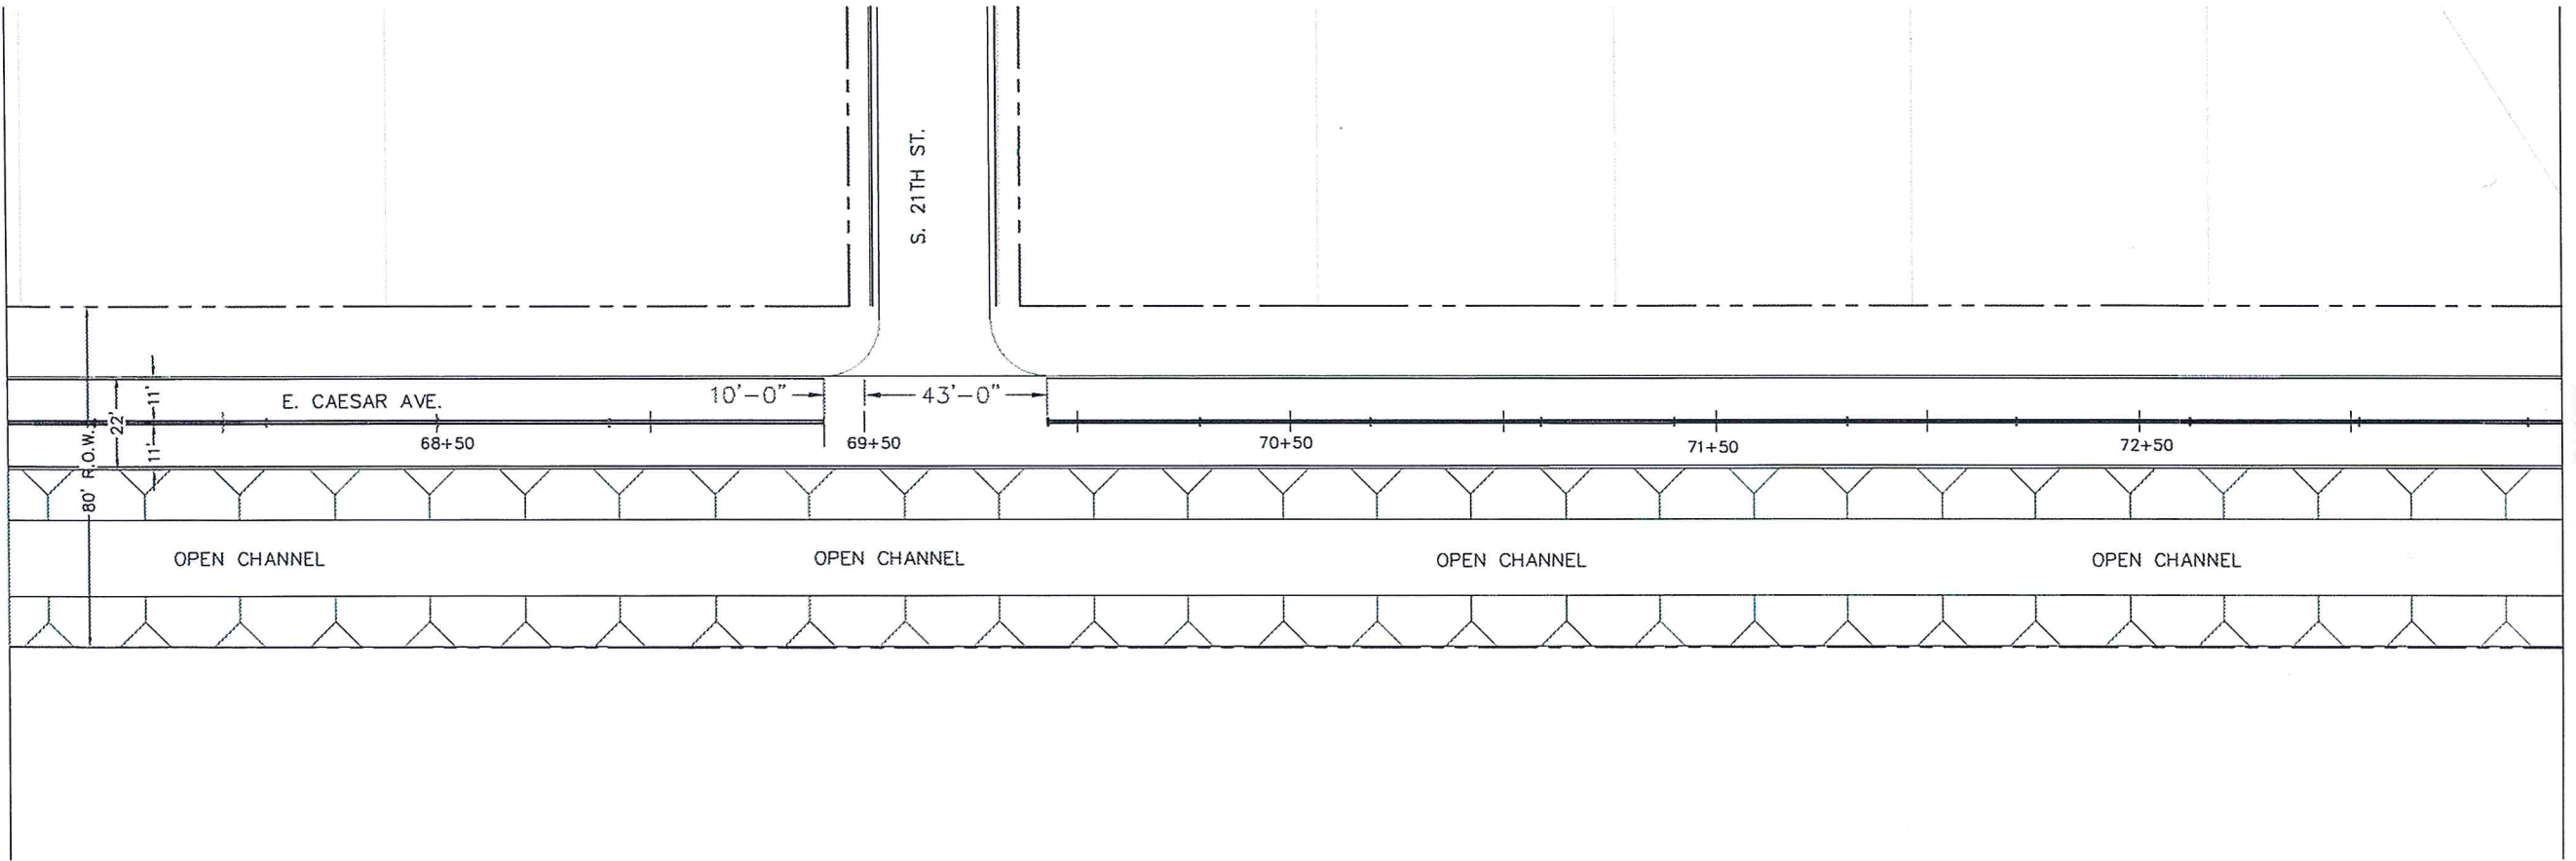 S. 21TH ST.
E. CAESAR AVE.
10'-0"
43'-0"
11'
22'
11'
80' R.O.W.
68+50
69+50
70+50
71+50
72+50
OPEN CHANNEL
OPEN CHANNEL
OPEN CHANNEL
OPEN CHANNEL